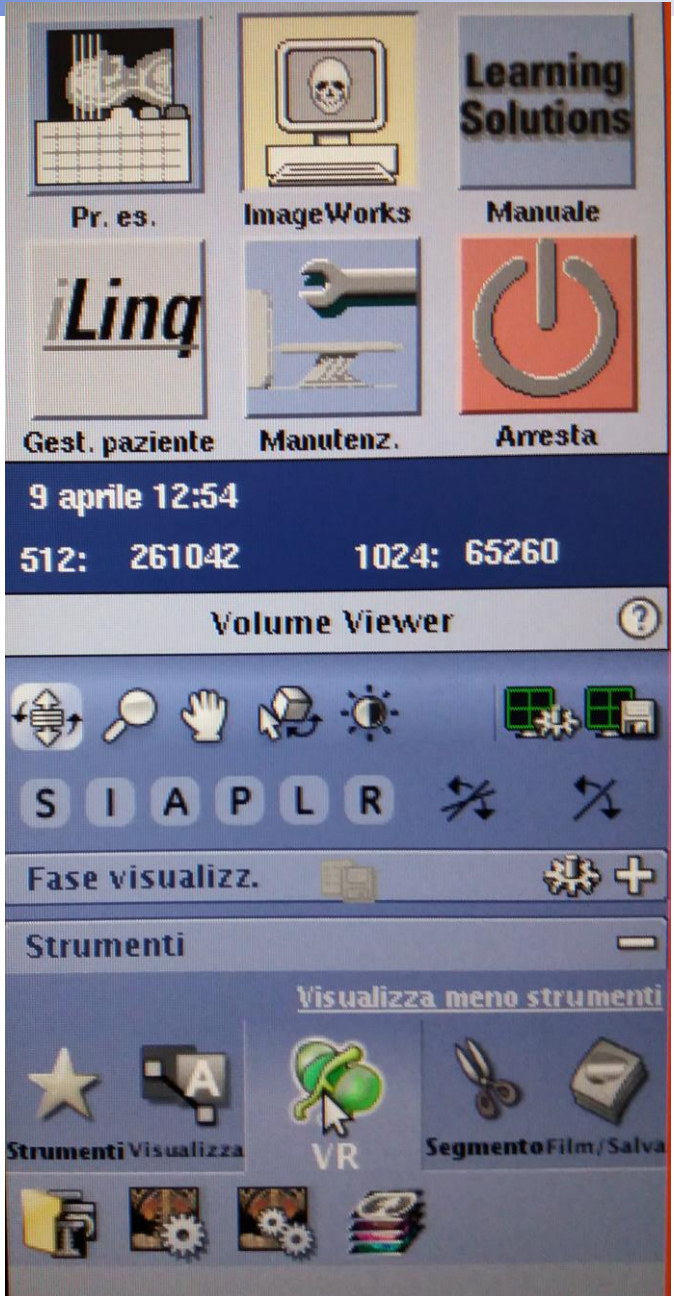 Learning
Solutions
Pr. es.
ImageWorks
Manuale
iLinq
Gest. paziente
Manutenz.
Arresta
9 aprile 12:54
512: 261042 1024: 65260
Volume Viewer ?
S I A P L R
Fase visualizz.
Strumenti
Visualizza meno strumenti
A
Strumenti Visualizza VR Segmento Film/Salva